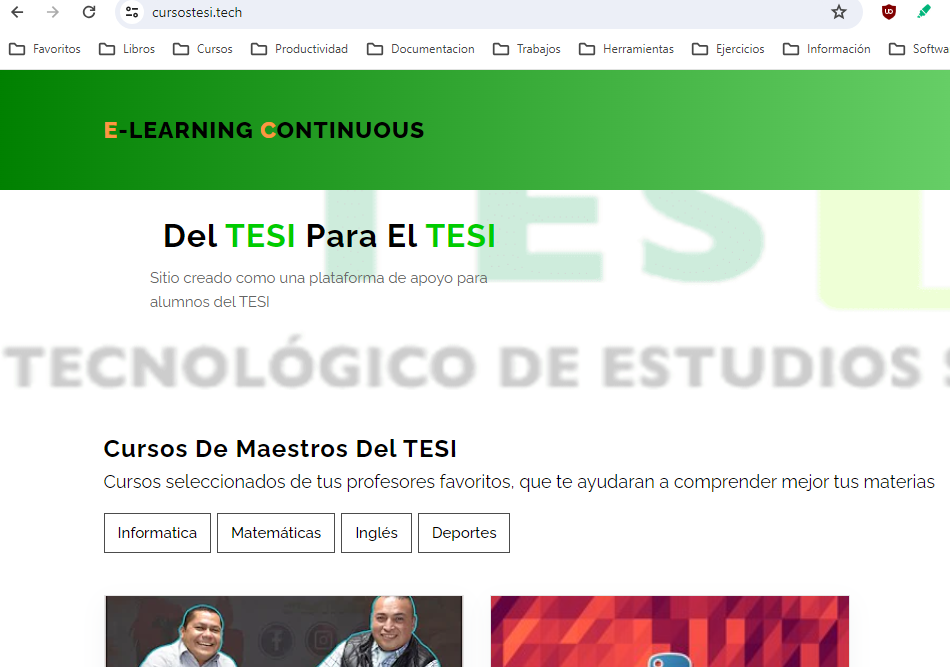 cursostesi.tech
Favoritos Libros Cursos Productividad Documentacion Trabajos Herramientas Ejercicios Información Softwa
E-LEARNING CONTINUOUS
TES
Del TESI Para El TESI
Sitio creado como una plataforma de apoyo para
alumnos del TESI
TECNOLÓGICO DE ESTUDIOS S
Cursos De Maestros Del TESI
Cursos seleccionados de tus profesores favoritos, que te ayudaran a comprender mejor tus materias
Informatica Matemáticas Inglés Deportes